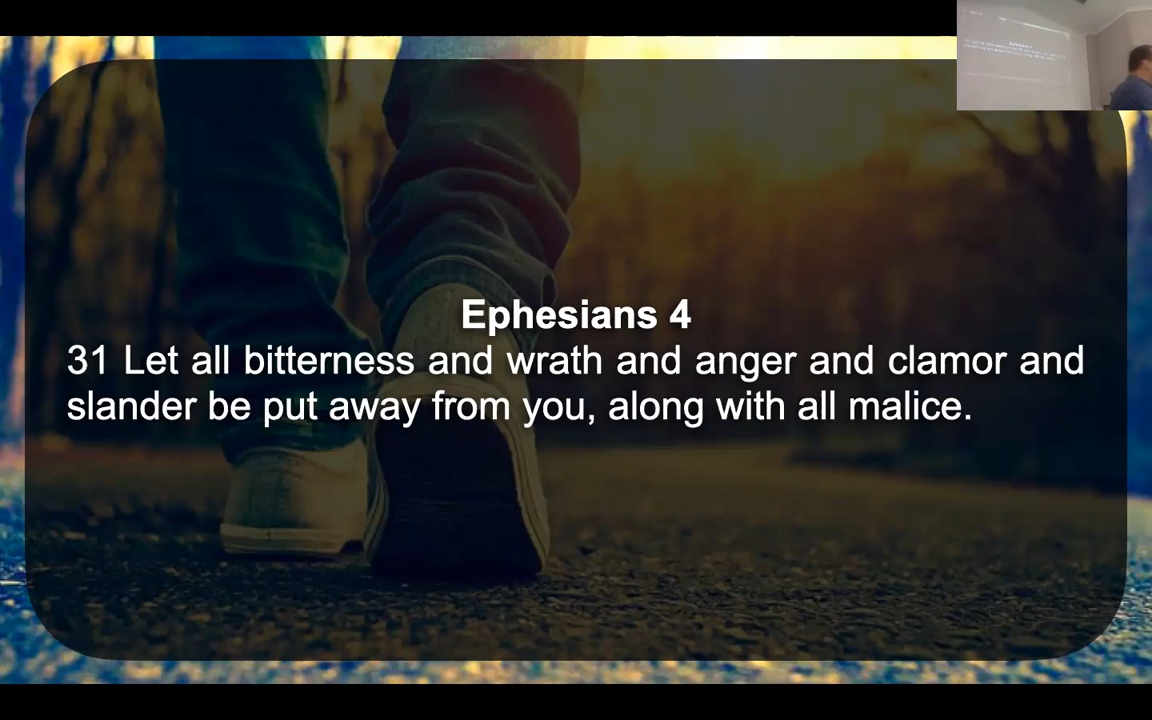 Ephesians 4
31 Let all bitterness and wrath and anger and clamor and
slander be put away from you, along with all malice.